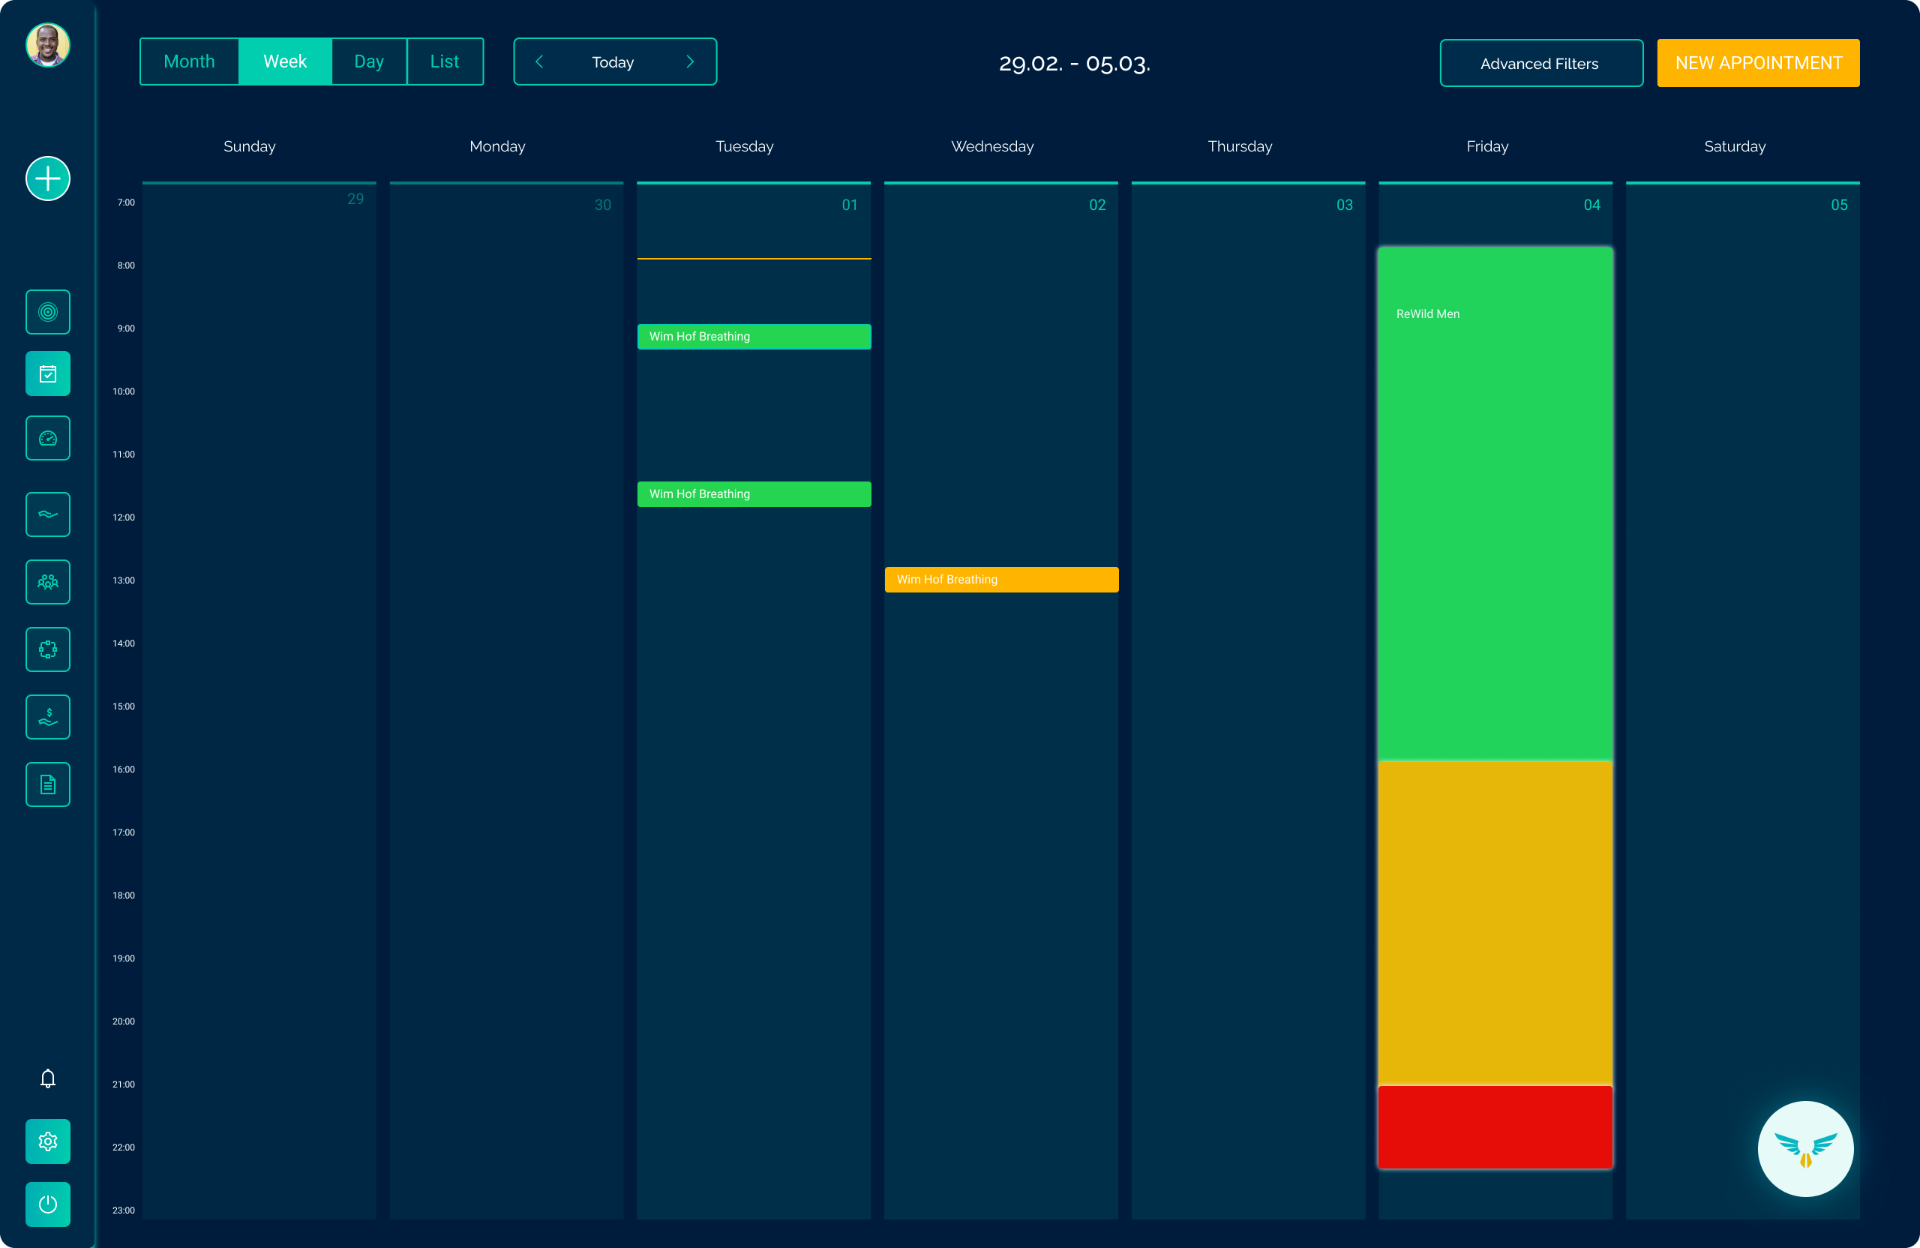 Month Week Day List
Today
29.02. - 05.03.
Advanced Filters
NEW APPOINTMENT
Sunday Monday Tuesday Wednesday Thursday Friday Saturday
29 30 01 02 03 04 05
7:00
8:00
9:00
10:00
11:00
12:00
13:00
14:00
15:00
16:00
17:00
18:00
19:00
20:00
21:00
22:00
23:00
Wim Hof Breathing
Wim Hof Breathing
Wim Hof Breathing
ReWild Men